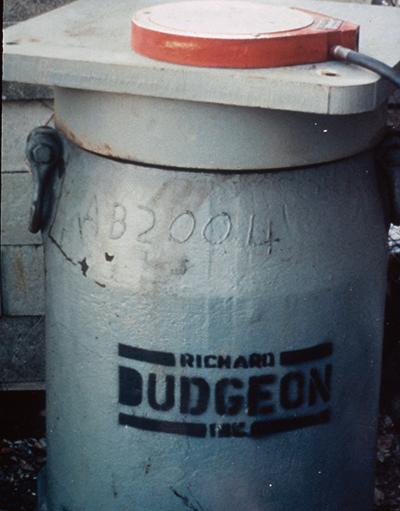 AB2004
RICHARD
DUDGEON
INC.